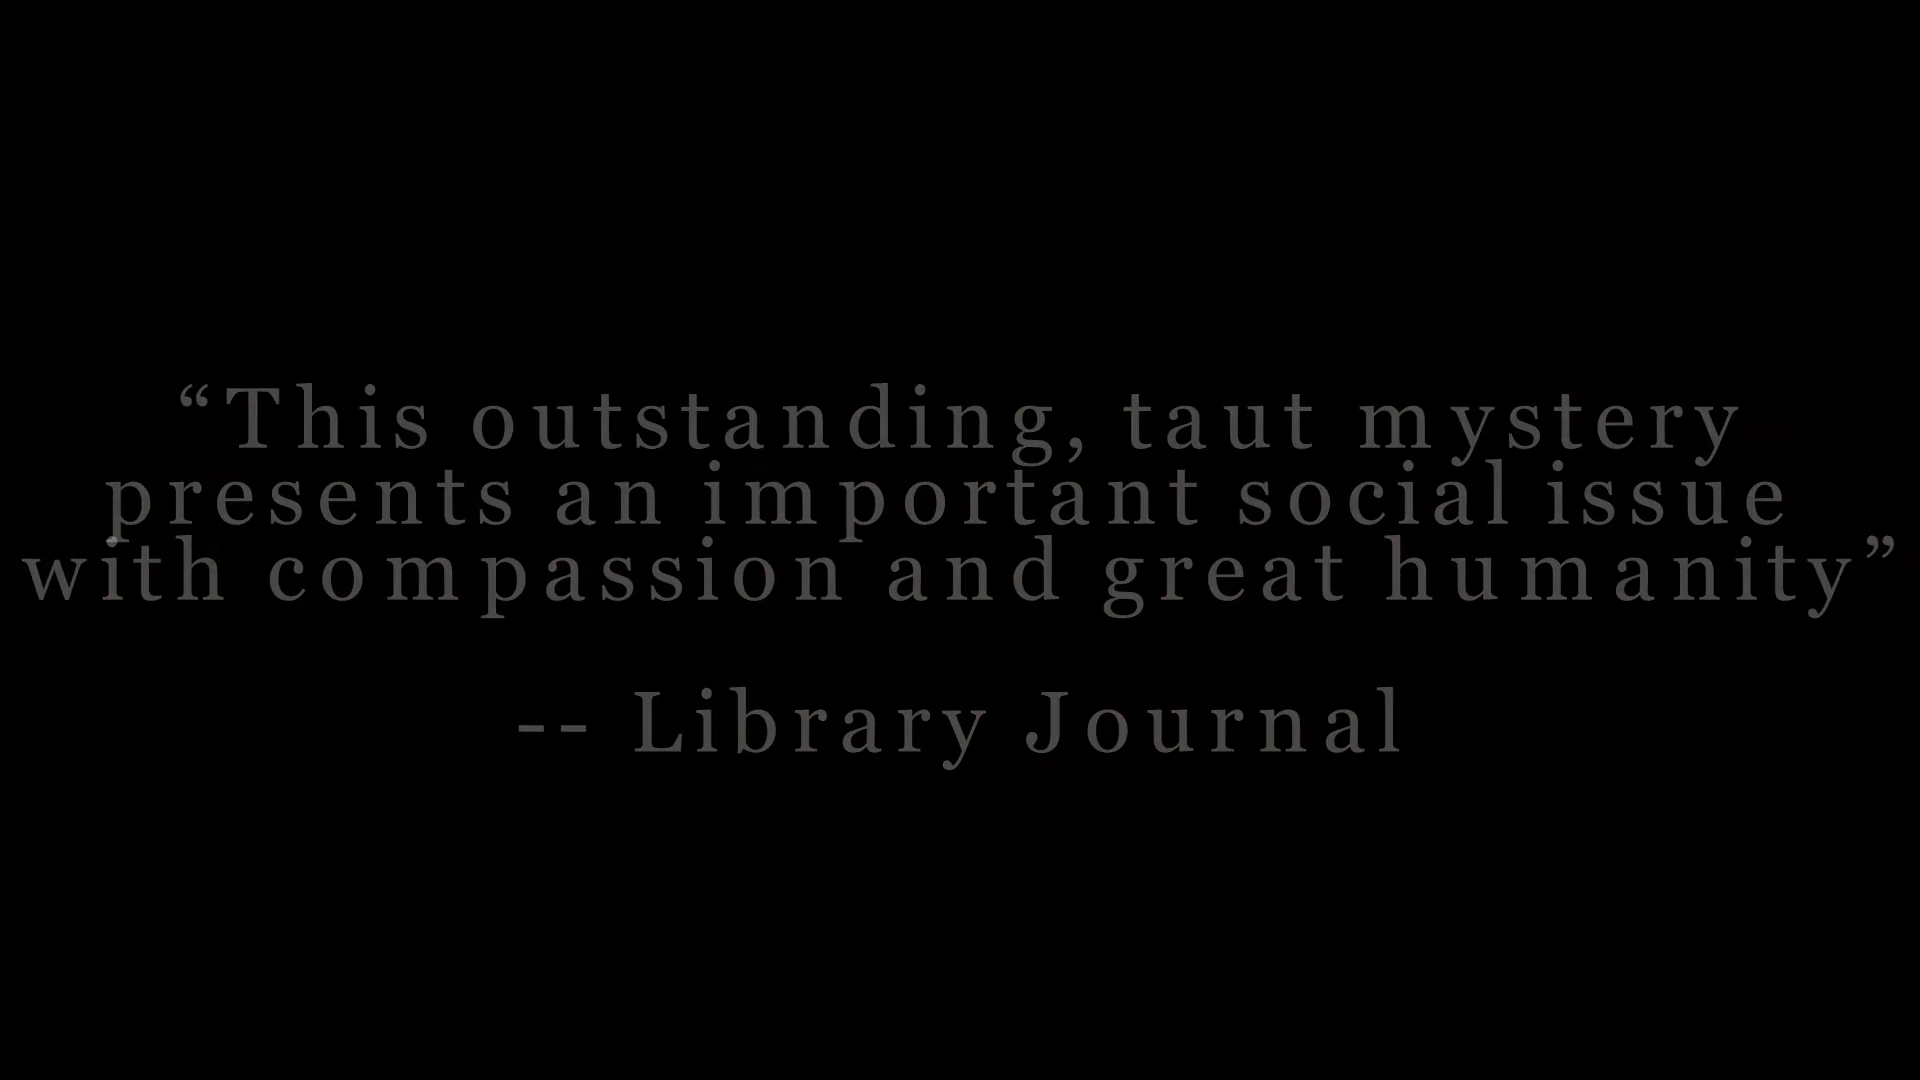 “This outstanding, taut mystery
presents an important social issue
with compassion and great humanity”
-- Library Journal